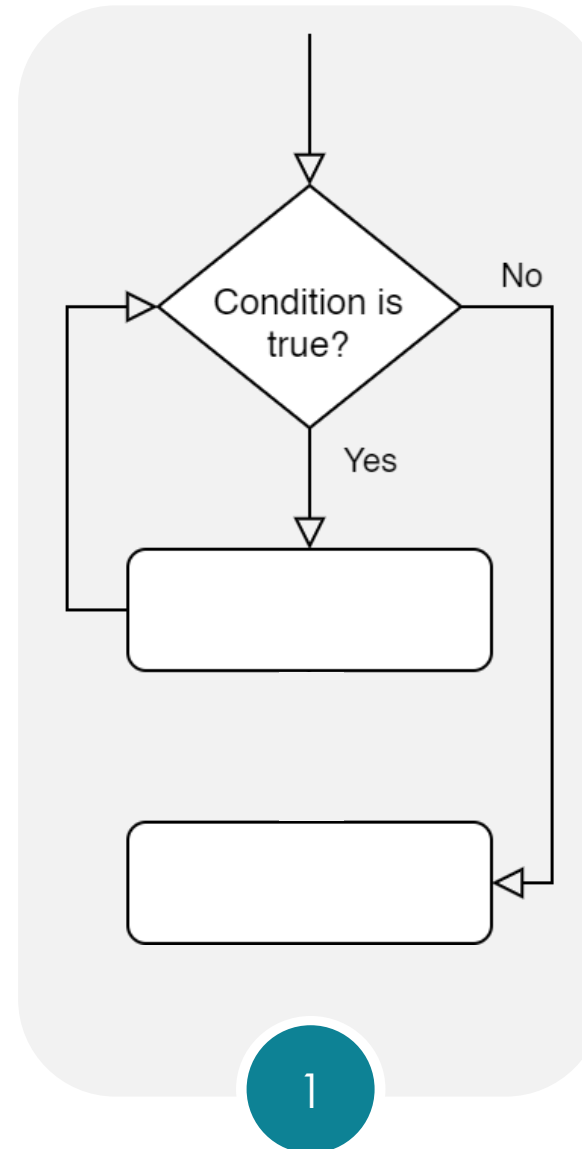 No
Condition is
true?
Yes
1